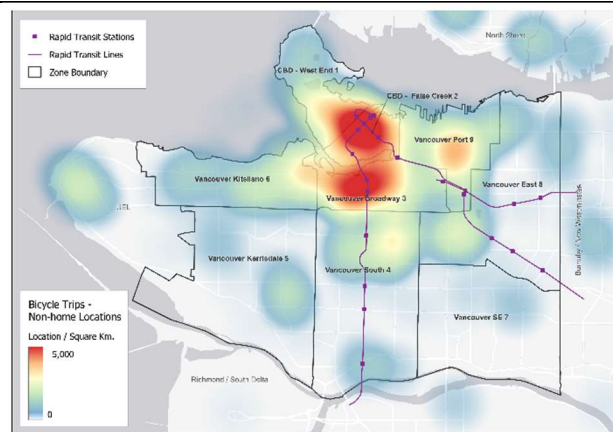 Rapid Transit Stations
Rapid Transit Lines
Zone Boundary
North Shore
CBD - West End 1
CBD - False Creek 2
Vancouver Port 9
Vancouver Kitsilano 6
Vancouver East 8
UEL
Vancouver Broadway 3
Burnaby / New Westminster
Vancouver Kerrisdale 5
Vancouver South 4
Vancouver SE 7
Bicycle Trips -
Non-home Locations
Location / Square Km.
5,000
0
Richmond / South Delta